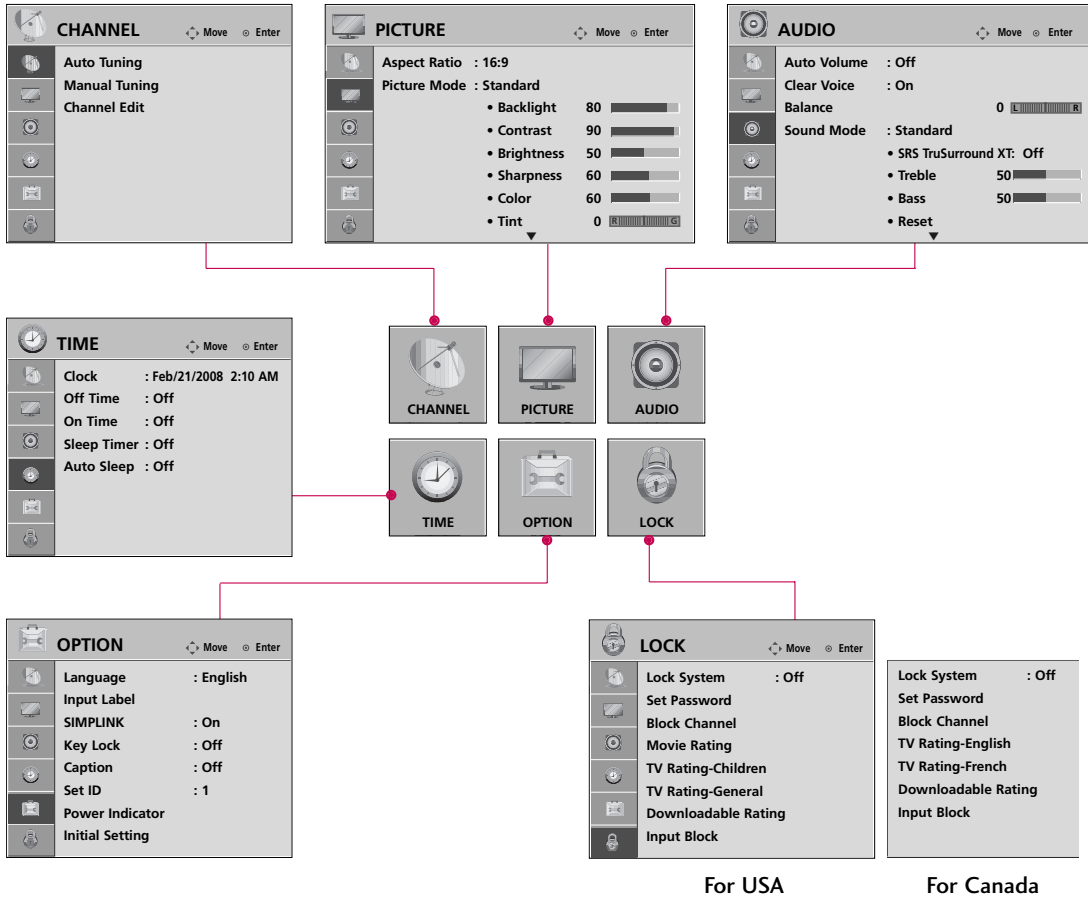 CHANNEL Move Enter
Auto Tuning
Manual Tuning
Channel Edit
PICTURE Move Enter
Aspect Ratio : 16:9
Picture Mode : Standard
• Backlight 80
• Contrast 90
• Brightness 50
• Sharpness 60
• Color 60
• Tint 0 R G
AUDIO Move Enter
Auto Volume : Off
Clear Voice : On
Balance 0 L R
Sound Mode : Standard
• SRS TruSurround XT: Off
• Treble 50
• Bass 50
• Reset
CHANNEL PICTURE AUDIO
TIME OPTION LOCK
TIME Move Enter
Clock : Feb/21/2008 2:10 AM
Off Time : Off
On Time : Off
Sleep Timer : Off
Auto Sleep : Off
OPTION Move Enter
Language : English
Input Label
SIMPLINK : On
Key Lock : Off
Caption : Off
Set ID : 1
Power Indicator
Initial Setting
LOCK Move Enter
Lock System : Off
Set Password
Block Channel
Movie Rating
TV Rating-Children
TV Rating-General
Downloadable Rating
Input Block
For USA
Lock System : Off
Set Password
Block Channel
TV Rating-English
TV Rating-French
Downloadable Rating
Input Block
For Canada